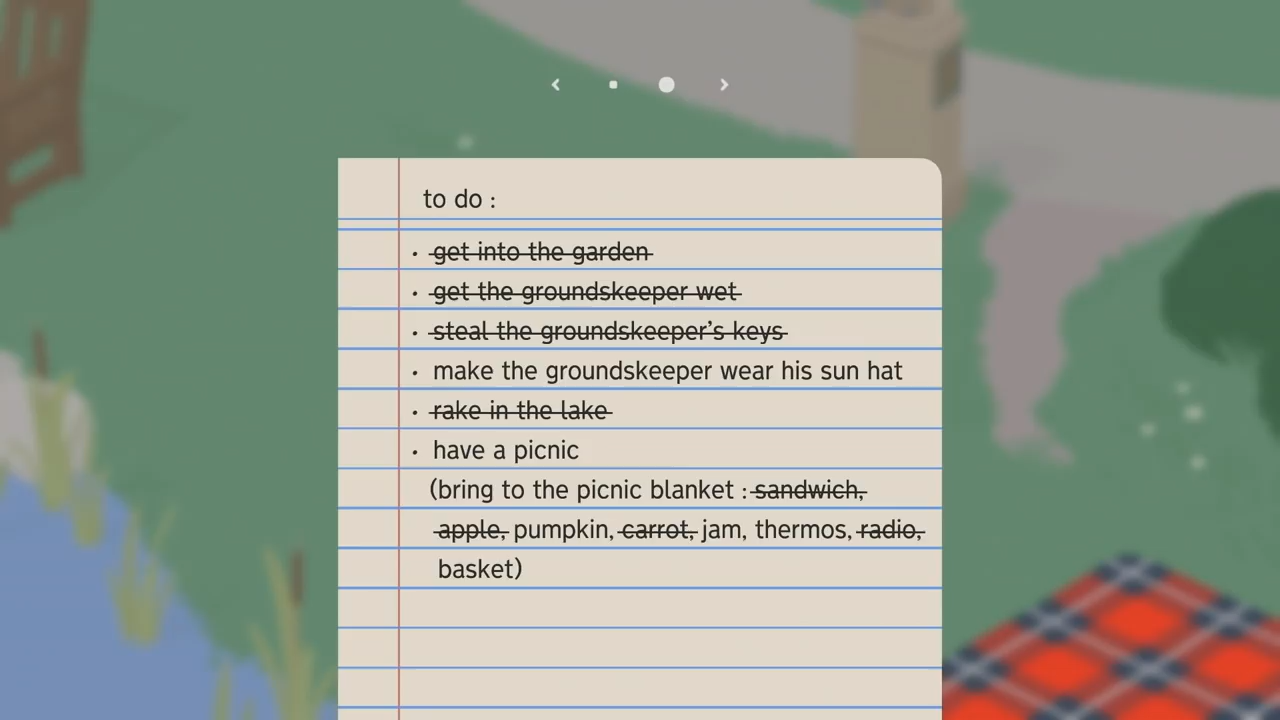 to do :
• get into the garden
• get the groundskeeper wet
• steal the groundskeeper's keys
• make the groundskeeper wear his sun hat
• rake in the lake
• have a picnic
(bring to the picnic blanket : sandwich,
apple, pumpkin, carrot, jam, thermos, radio,
basket)